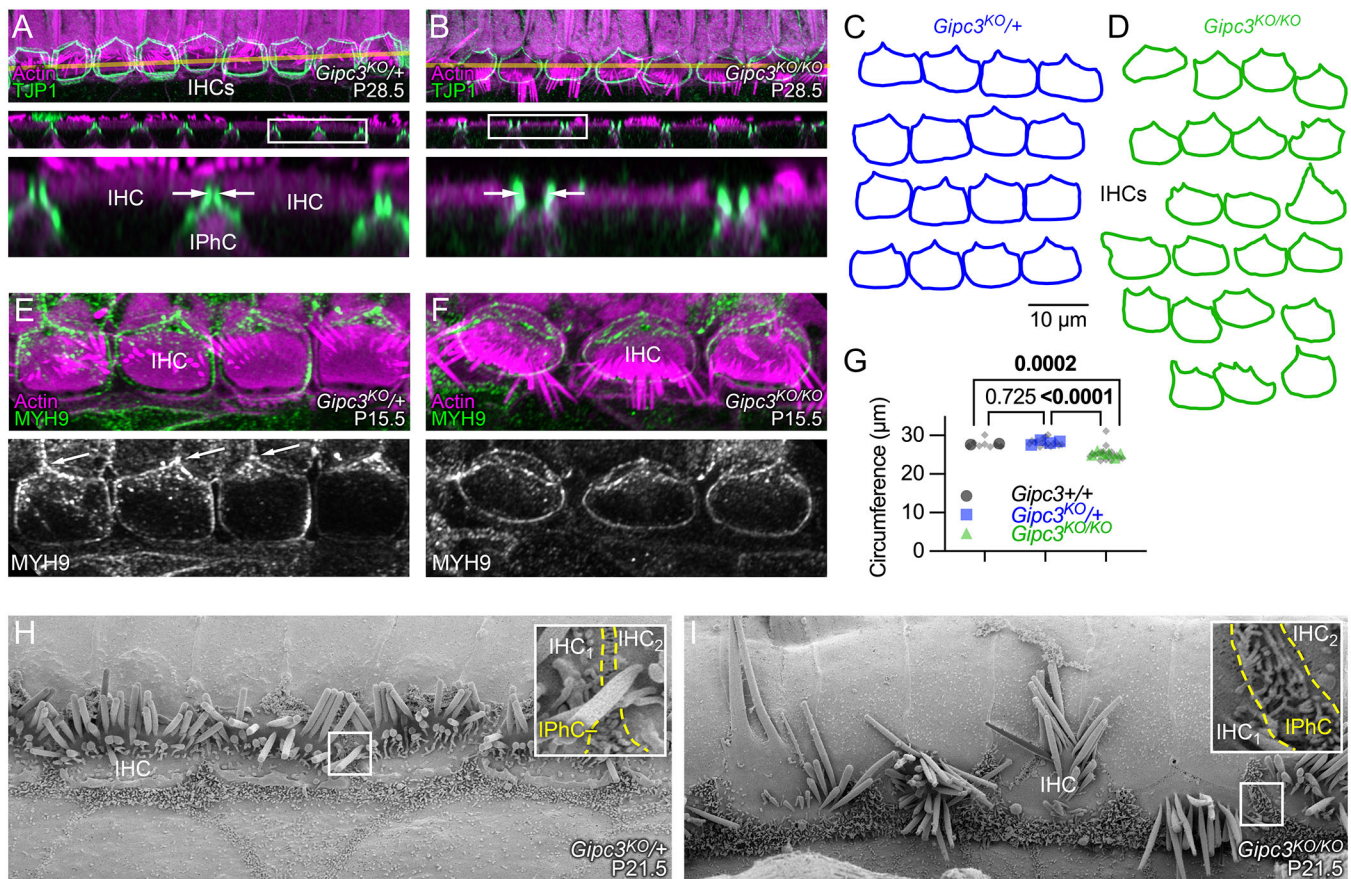 A
Actin
TJP1
IHCs
Gipc3KO/+
P28.5
IHC
IHC
IPhC
B
Actin
TJP1
Gipc3KO/KO
P28.5
C
Gipc3KO/+
D
Gipc3KO/KO
IHCs
10 µm
E
IHC
Actin
MYH9
Gipc3KO/+
P15.5
MYH9
F
IHC
Actin
MYH9
Gipc3KO/KO
P15.5
MYH9
G
0.0002
0.725 <0.0001
Circumference (µm)
30
20
10
0
Gipc3+/+
Gipc3KO/+
Gipc3KO/KO
H
IHC
IHC1
IHC2
IPhC
Gipc3KO/+
P21.5
I
IHC
IHC2
IHC1
IPhC
Gipc3KO/KO
P21.5